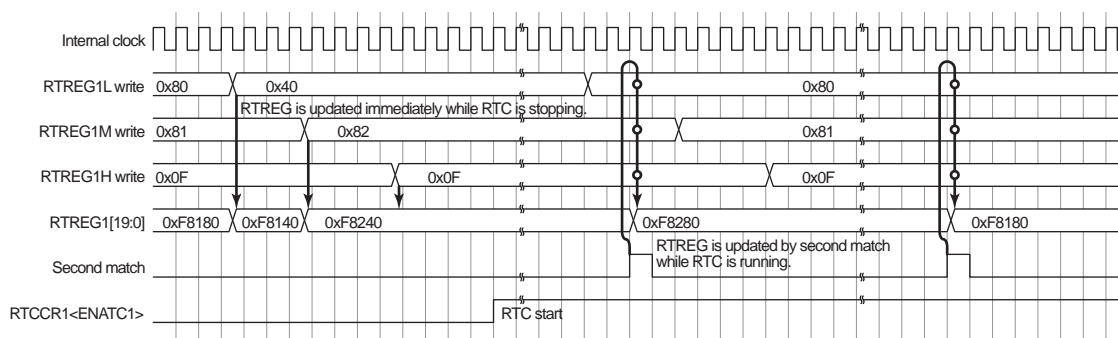 Internal clock
RTREG1L write 0x80 0x40 0x80
RTREG is updated immediately while RTC is stopping.
RTREG1M write 0x81 0x82 0x81
RTREG1H write 0x0F 0x0F 0x0F
RTREG1[19:0] 0xF8180 0xF8140 0xF8240 0xF8280 0xF8180
RTREG is updated by second match
Second match while RTC is running.
RTCCR1<ENATC1> RTC start